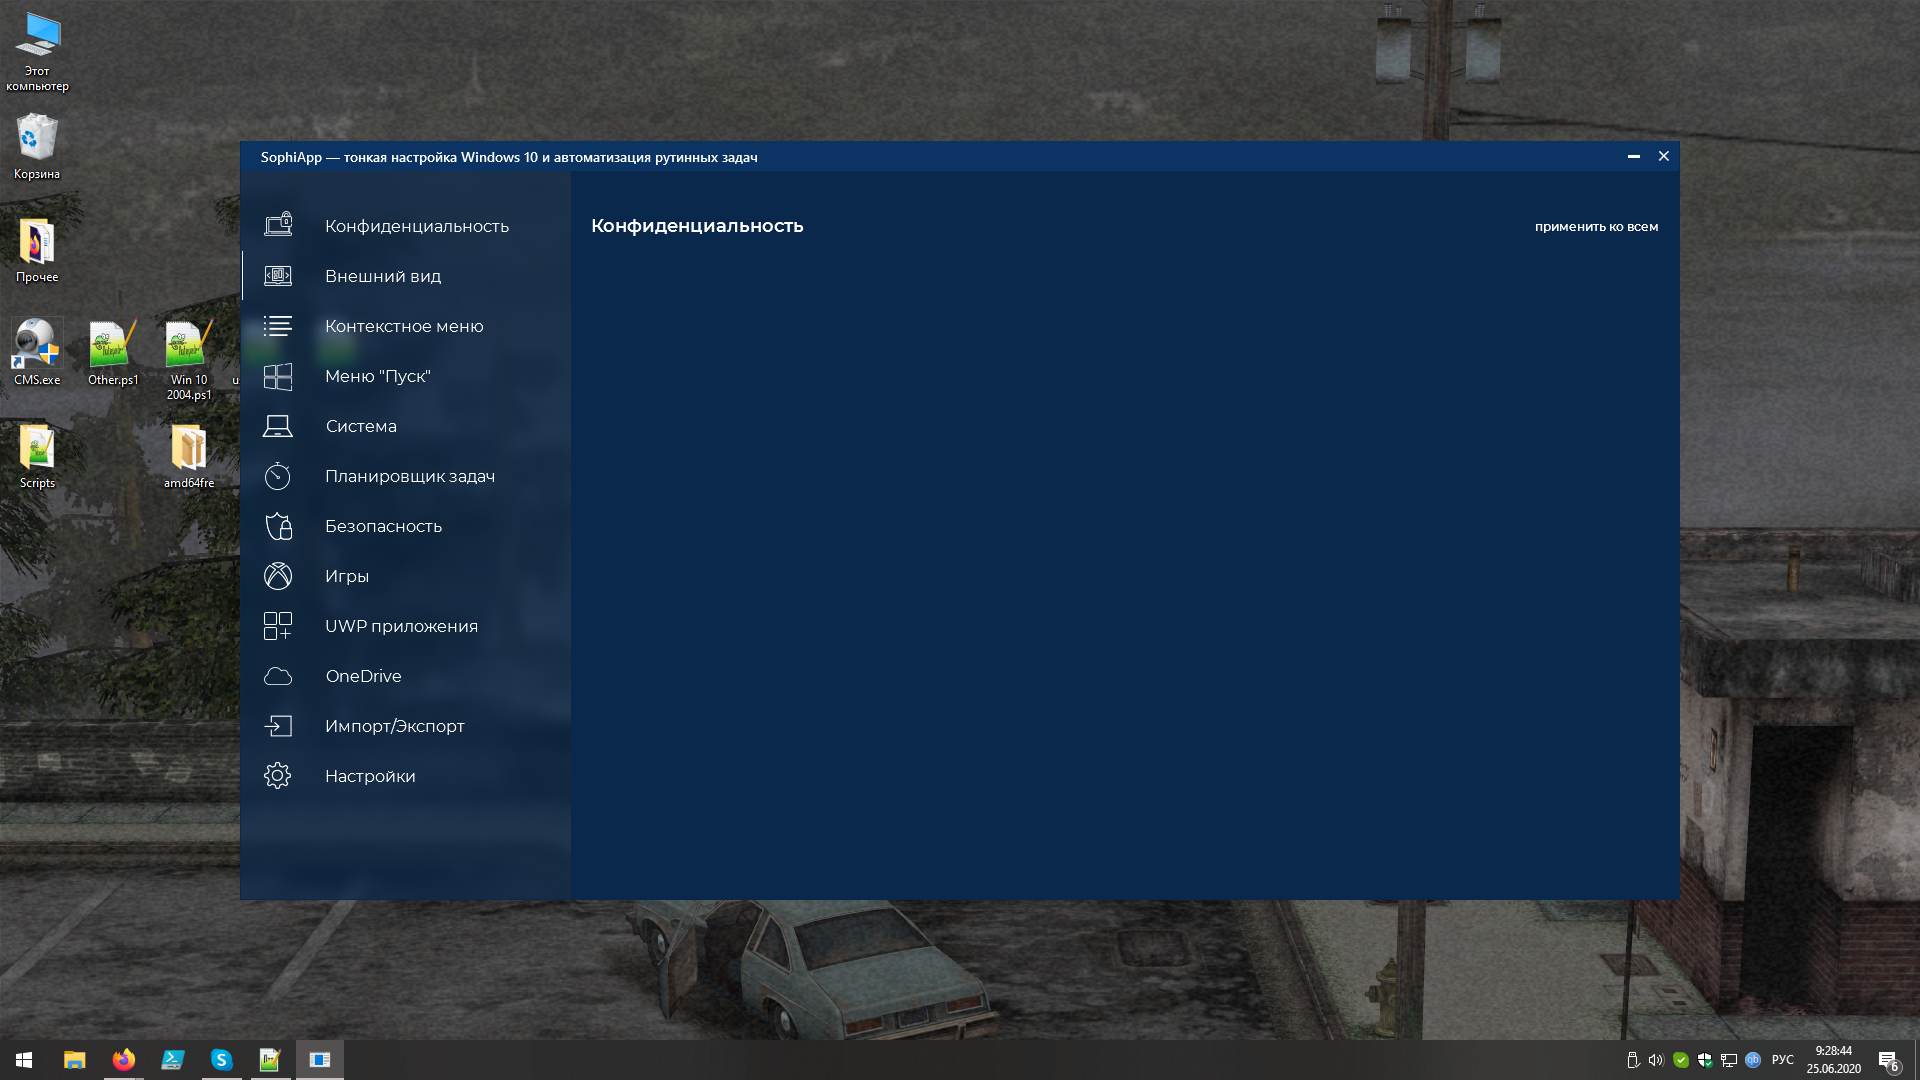 Этот
компьютер
Корзина
Прочее
CMS.exe
Other.ps1
Win 10
2004.ps1
Scripts
amd64fre
SophiApp — тонкая настройка Windows 10 и автоматизация рутинных задач
Конфиденциальность
Внешний вид
Контекстное меню
Меню "Пуск"
Система
Планировщик задач
Безопасность
Игры
UWP приложения
OneDrive
Импорт/Экспорт
Настройки
Конфиденциальность
применить ко всем
РУС
9:28:44
25.06.2020
6